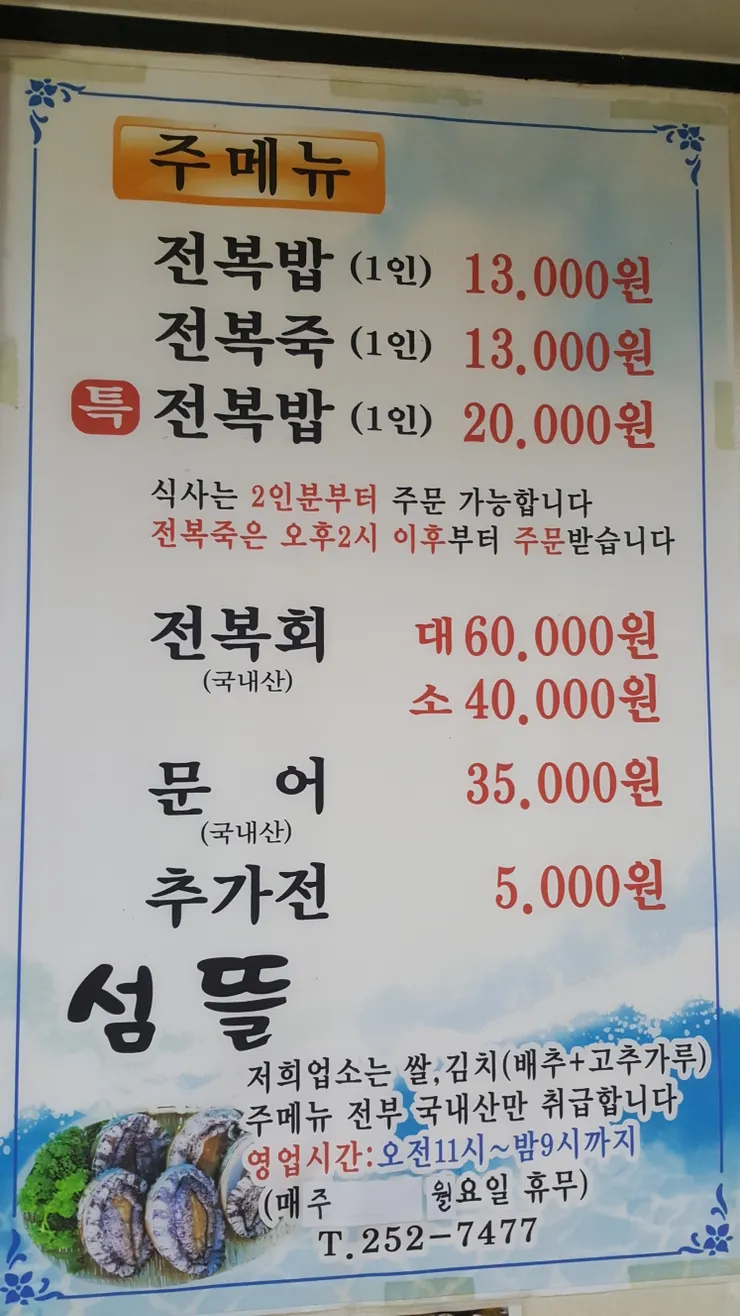 주메뉴
전복밥 (1인) 13.000원
전복죽 (1인) 13.000원
특 전복밥 (1인) 20.000원
식사는 2인분부터 주문 가능합니다
전복죽은 오후2시 이후부터 주문받습니다
전복회 대 60.000원
(국내산) 소 40.000원
문 어 35.000원
(국내산)
추가전 5.000원
섬 뜰
저희업소는 쌀,김치(배추+고추가루)
주메뉴 전부 국내산만 취급합니다
영업시간:오전11시~밤9시까지
(매주 월요일 휴무)
T.252-7477